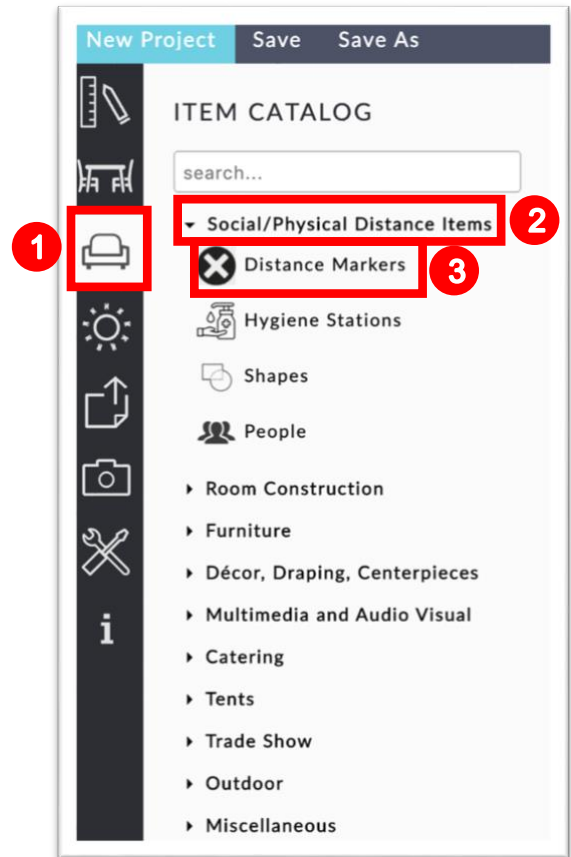 New Project Save Save As
ITEM CATALOG
search...
Social/Physical Distance Items 2
1
Distance Markers 3
Hygiene Stations
Shapes
People
Room Construction
Furniture
Décor, Draping, Centerpieces
Multimedia and Audio Visual
i
Catering
Tents
Trade Show
Outdoor
Miscellaneous